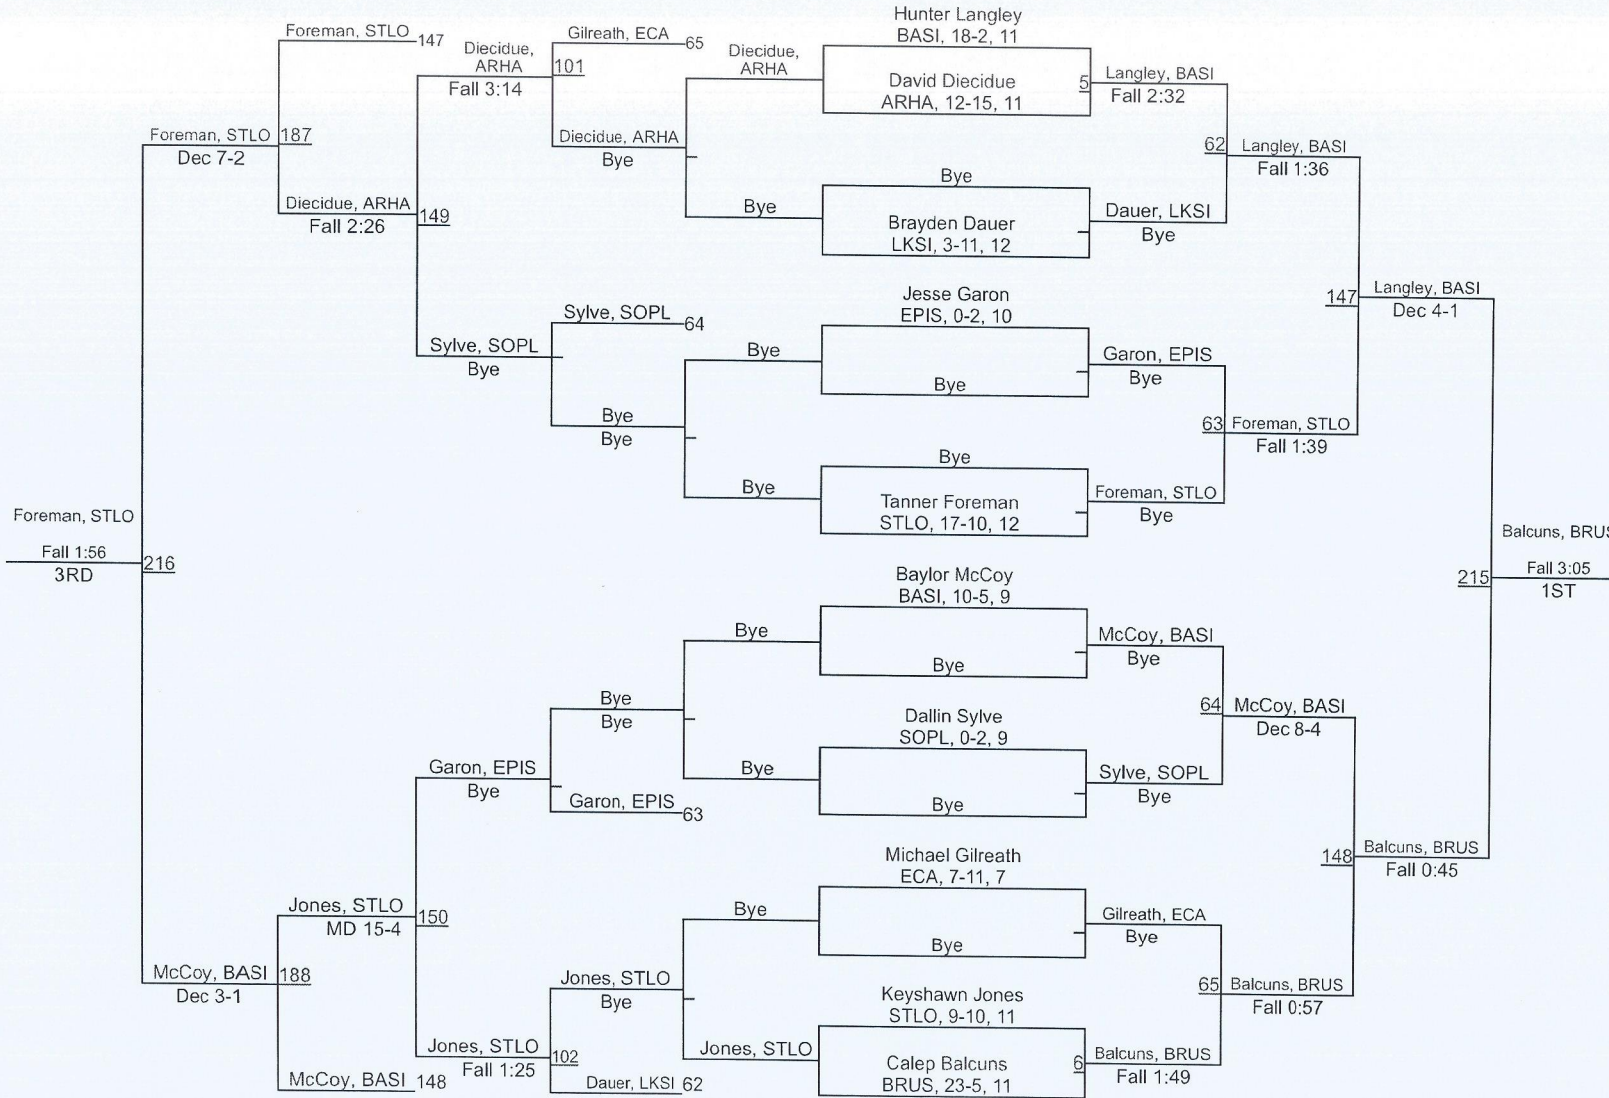 Hunter Langley
BASI, 18-2, 11
David Diecidue
ARHA, 12-15, 11
5
Bye
Brayden Dauer
LKSI, 3-11, 12
Jesse Garon
EPIS, 0-2, 10
Bye
Bye
Tanner Foreman
STLO, 17-10, 12
Baylor McCoy
BASI, 10-5, 9
Bye
Dallin Sylve
SOPL, 0-2, 9
Bye
Michael Gilreath
ECA, 7-11, 7
Bye
Keyshawn Jones
STLO, 9-10, 11
Calep Balcuns
BRUS, 23-5, 11
6
Langley, BASI
Fall 2:32
Dauer, LKSI
Bye
Garon, EPIS
Bye
Foreman, STLO
Bye
McCoy, BASI
Bye
Sylve, SOPL
Bye
Gilreath, ECA
Bye
Balcuns, BRUS
Fall 1:49
62
Langley, BASI
Fall 1:36
63
Foreman, STLO
Fall 1:39
64
McCoy, BASI
Dec 8-4
65
Balcuns, BRUS
Fall 0:57
147
Langley, BASI
Dec 4-1
148
Balcuns, BRUS
Fall 0:45
215
Balcuns, BRUS
Fall 3:05
1ST
Diecidue,
ARHA
Bye
Bye
Bye
Bye
Bye
Bye
Jones, STLO
Gilreath, ECA
65
Diecidue, ARHA
Bye
Sylve, SOPL
64
Bye
Bye
Bye
Bye
Garon, EPIS
63
Jones, STLO
Bye
Dauer, LKSI
62
Diecidue,
ARHA
101
Fall 3:14
Sylve, SOPL
Bye
Garon, EPIS
Bye
Jones, STLO
102
Fall 1:25
Foreman, STLO
147
Diecidue, ARHA
149
Fall 2:26
Jones, STLO
150
MD 15-4
McCoy, BASI
148
Foreman, STLO
187
Dec 7-2
McCoy, BASI
188
Dec 3-1
Foreman, STLO
Fall 1:56
216
3RD